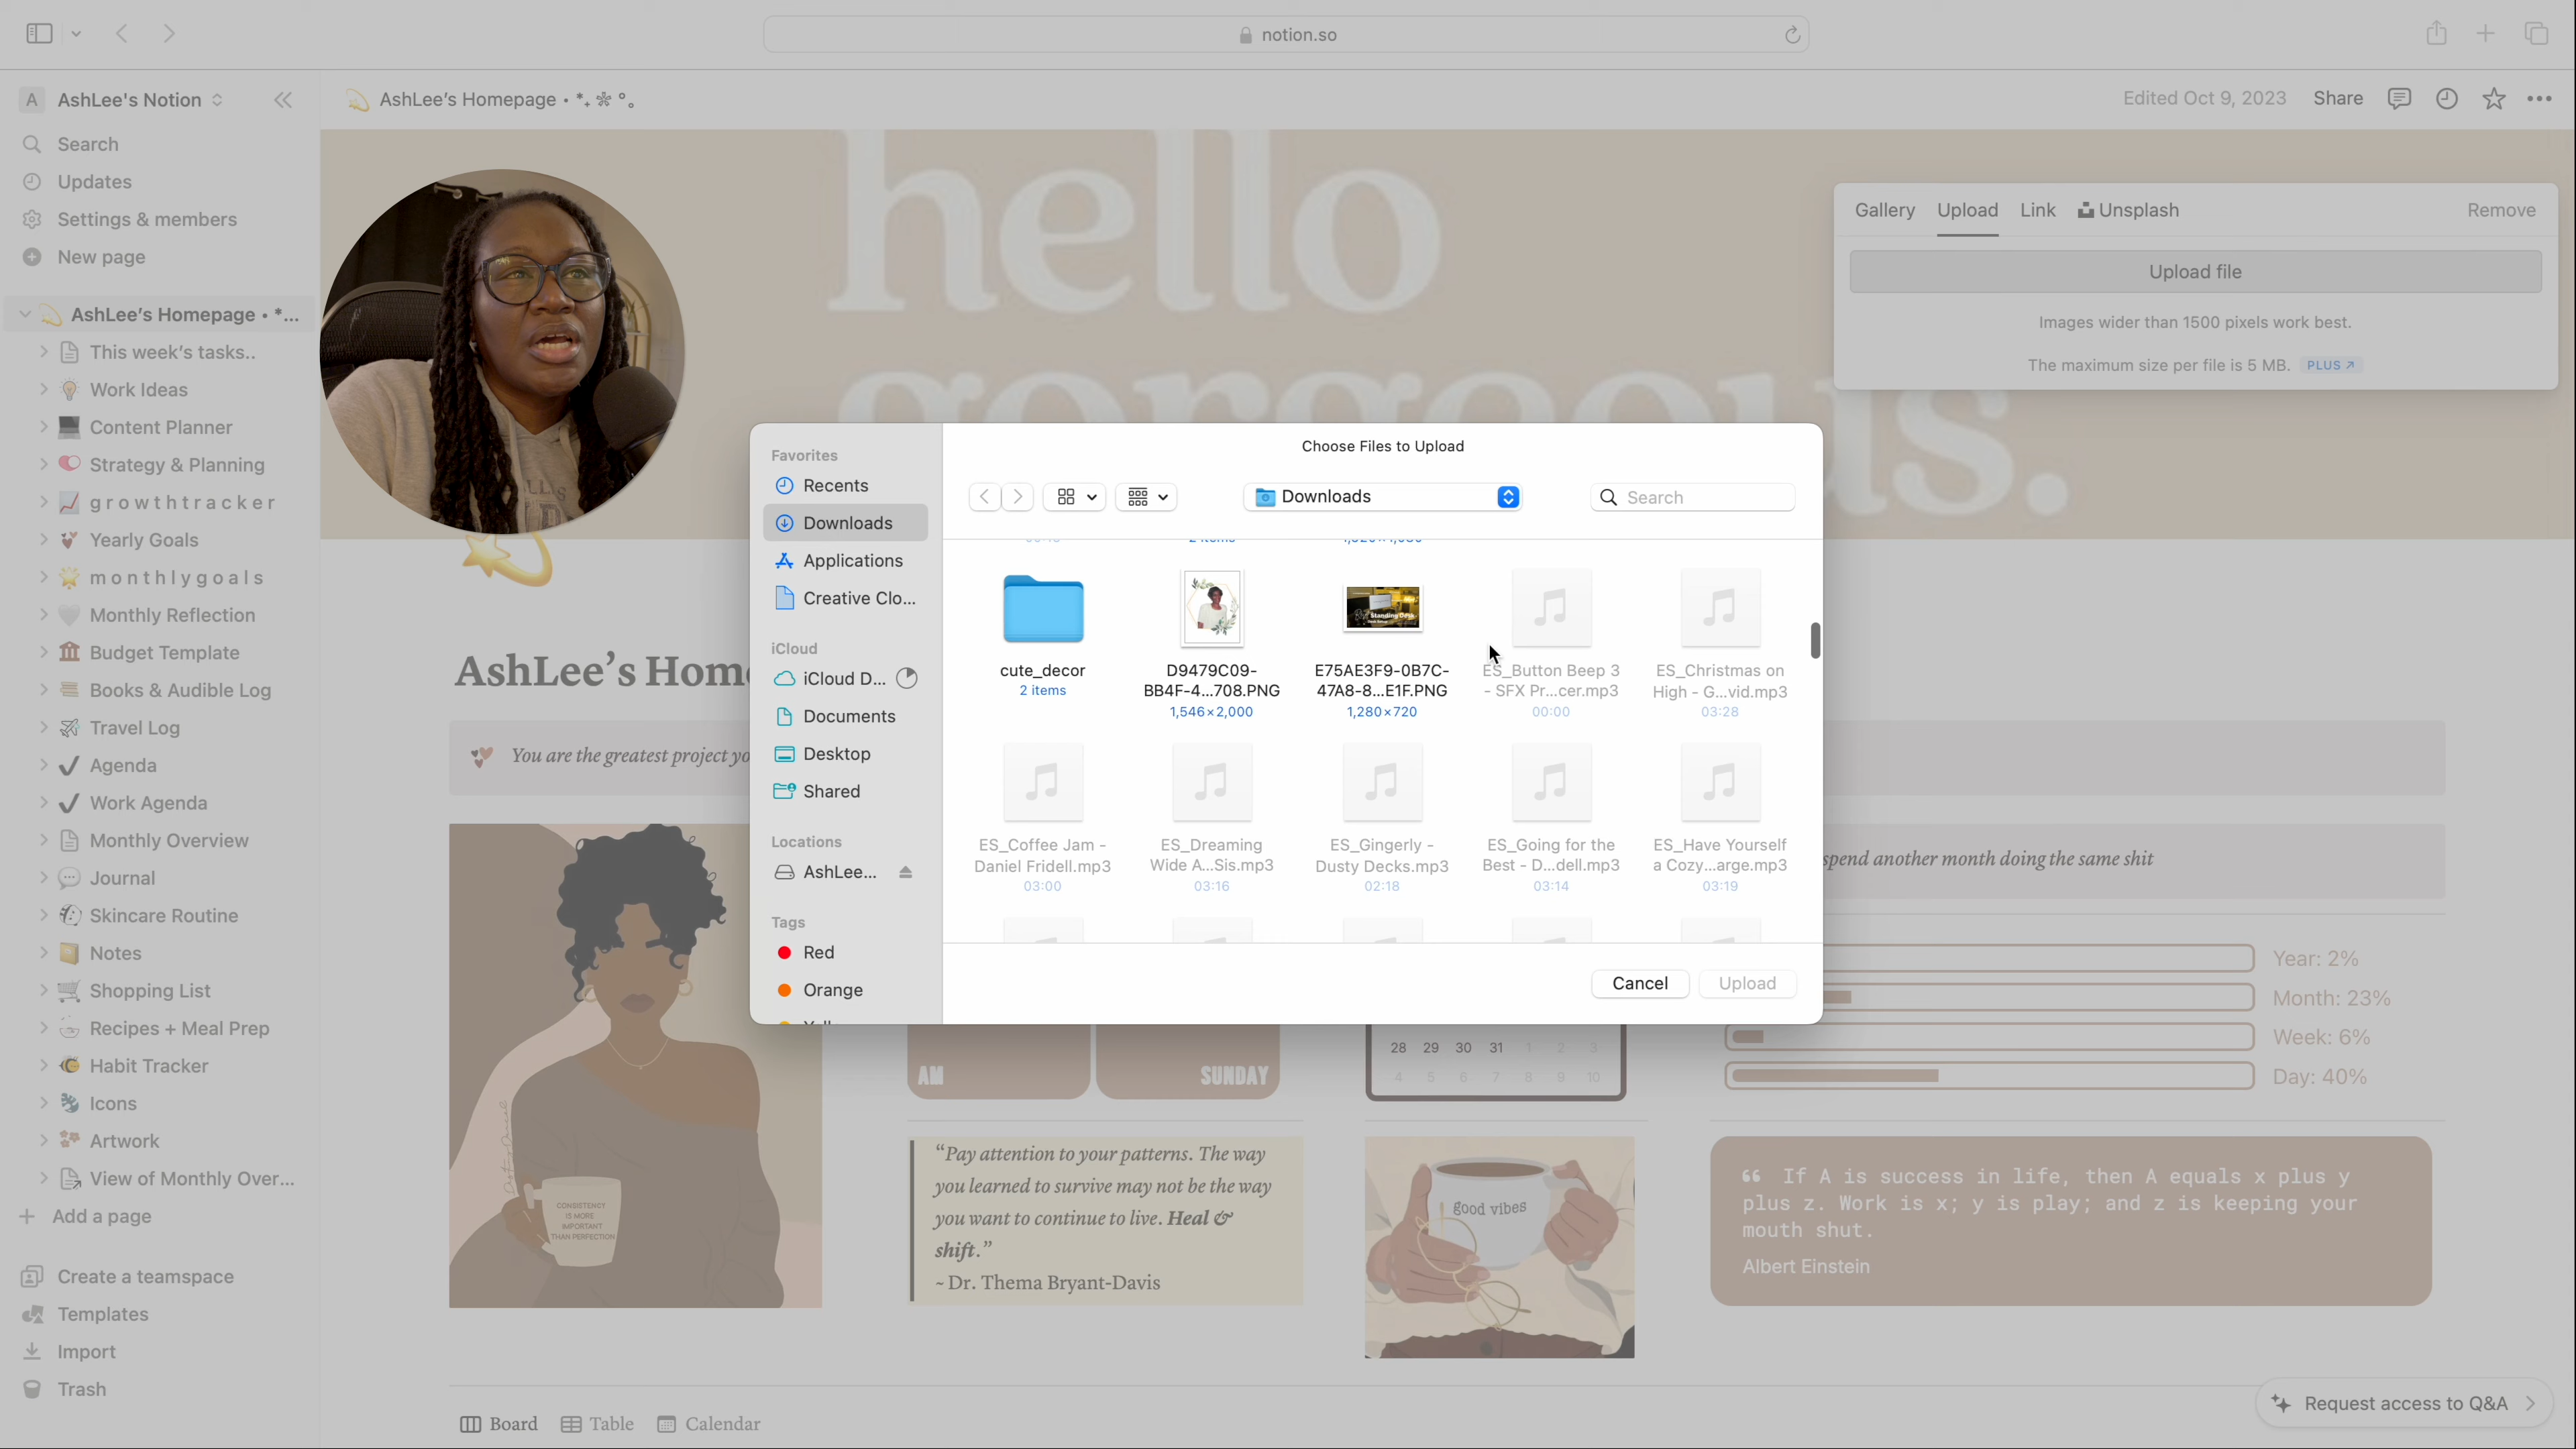 notion.so
A AshLee's Notion
AshLee's Homepage • *.
Edited Oct 9, 2023
Share
Search
Updates
Settings & members
New page
AshLee's Homepage • *...
This week's tasks..
Work Ideas
Content Planner
Strategy & Planning
g r o w t h t r a c k e r
Yearly Goals
m o n t h l y g o a l s
Monthly Reflection
Budget Template
Books & Audible Log
Travel Log
Agenda
Work Agenda
Monthly Overview
Journal
Skincare Routine
Notes
Shopping List
Recipes + Meal Prep
Habit Tracker
Icons
Artwork
View of Monthly Over...
Add a page
Create a teamspace
Templates
Import
Trash
hello
gorgeous.
Gallery
Upload
Link
Unsplash
Remove
Upload file
Images wider than 1500 pixels work best.
The maximum size per file is 5 MB. PLUS ↗
Choose Files to Upload
Favorites
Recents
Downloads
Applications
Creative Clo...
iCloud
iCloud D...
Documents
Desktop
Shared
Locations
AshLee...
Tags
Red
Orange
Downloads
Search
cute_decor
2 items
D9479C09-
BB4F-4...708.PNG
1,546×2,000
E75AE3F9-0B7C-
47A8-8...E1F.PNG
1,280×720
ES_Button Beep 3
- SFX Pr...cer.mp3
00:00
ES_Christmas on
High - G...vid.mp3
03:28
ES_Coffee Jam -
Daniel Fridell.mp3
03:00
ES_Dreaming
Wide A...Sis.mp3
03:16
ES_Gingerly -
Dusty Decks.mp3
02:18
ES_Going for the
Best - D...dell.mp3
03:14
ES_Have Yourself
a Cozy...arge.mp3
03:19
Cancel
Upload
AshLee's Hom
You are the greatest project yo
spend another month doing the same shit
CONSISTENCY
IS MORE
IMPORTANT
THAN PERFECTION
AM
SUNDAY
28 29 30 31 1 2 3
4 5 6 7 8 9 10
Year: 2%
Month: 23%
Week: 6%
Day: 40%
“Pay attention to your patterns. The way
you learned to survive may not be the way
you want to continue to live. Heal &
shift.”
~ Dr. Thema Bryant-Davis
good vibes
“ If A is success in life, then A equals x plus y
plus z. Work is x; y is play; and z is keeping your
mouth shut.
Albert Einstein
Board
Table
Calendar
Request access to Q&A